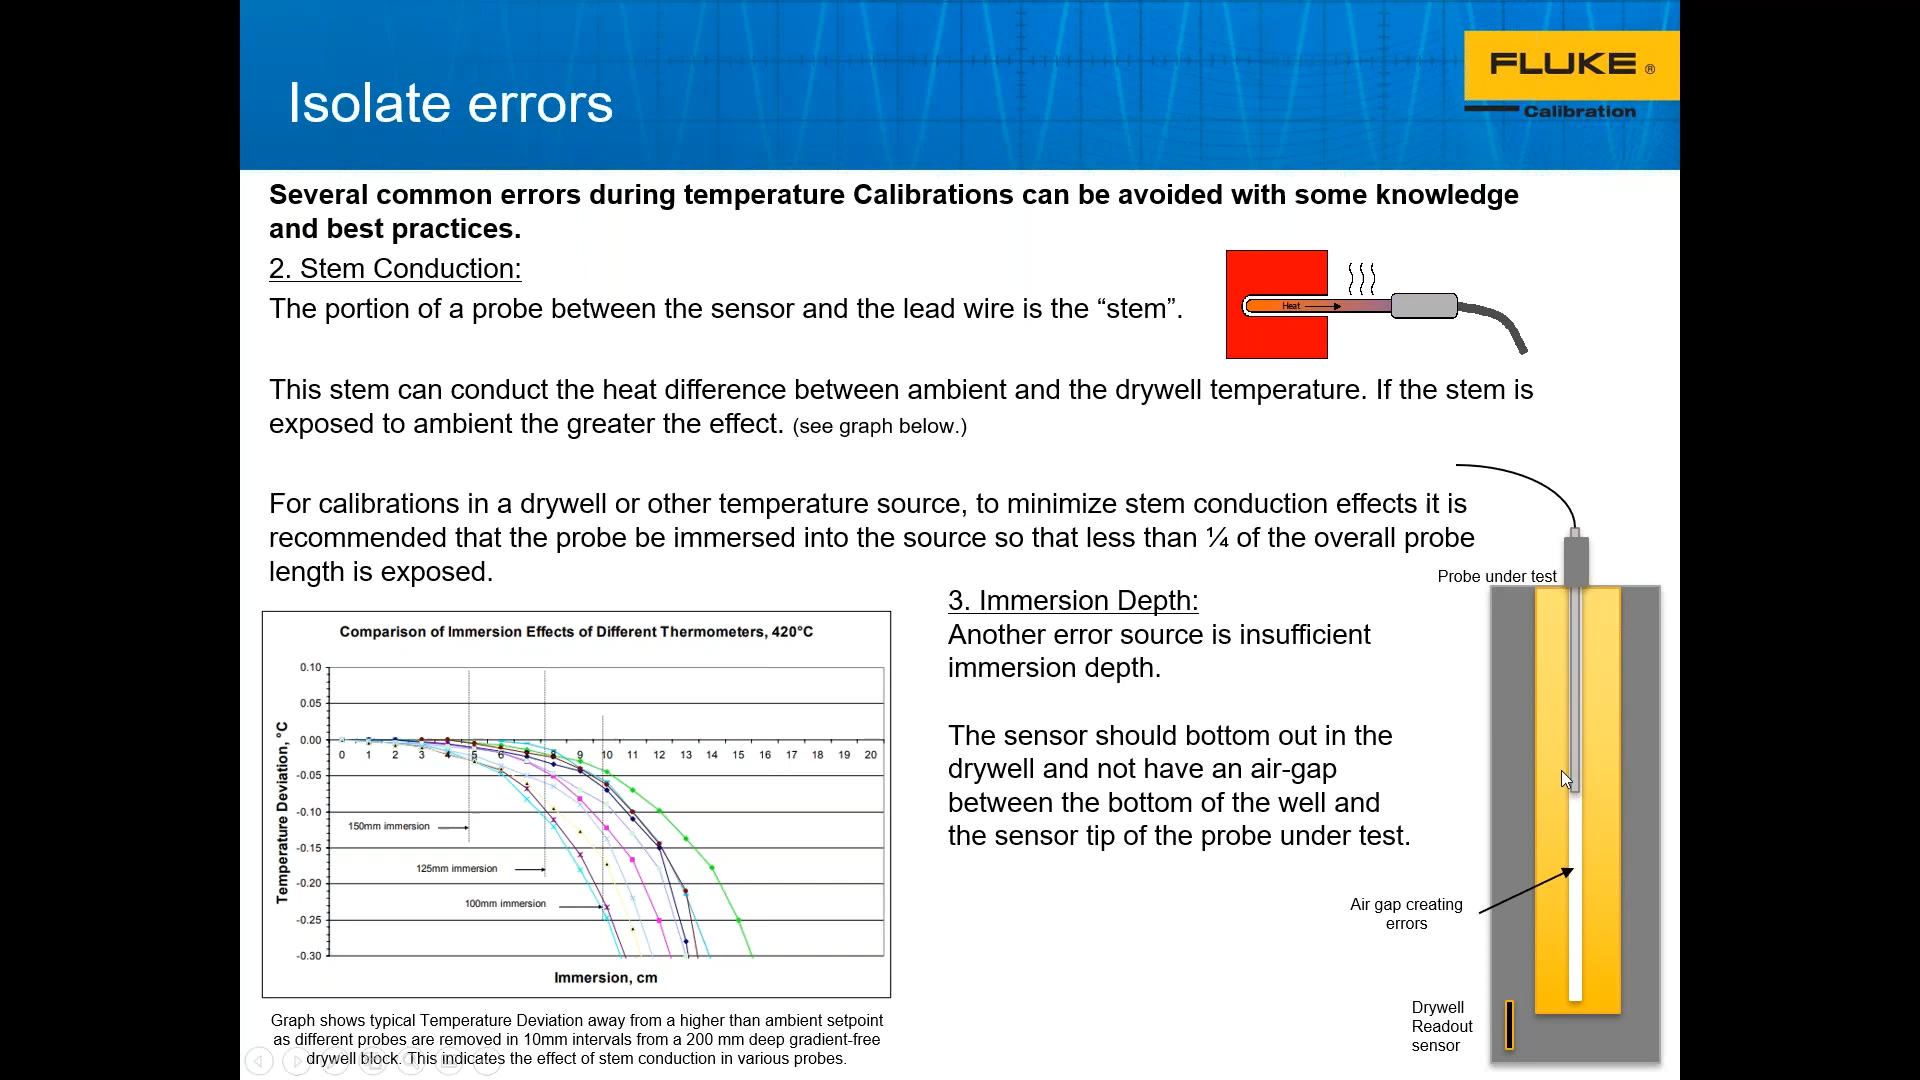 Isolate errors
FLUKE ®
Calibration
Several common errors during temperature Calibrations can be avoided with some knowledge
and best practices.
2. Stem Conduction:
The portion of a probe between the sensor and the lead wire is the “stem”.
Heat
This stem can conduct the heat difference between ambient and the drywell temperature. If the stem is
exposed to ambient the greater the effect. (see graph below.)
For calibrations in a drywell or other temperature source, to minimize stem conduction effects it is
recommended that the probe be immersed into the source so that less than ¼ of the overall probe
length is exposed.
Comparison of Immersion Effects of Different Thermometers, 420°C
Temperature Deviation, °C
0.10
0.05
0.00
-0.05
-0.10
-0.15
-0.20
-0.25
-0.30
0 1 2 3 4 5 6 7 8 9 10 11 12 13 14 15 16 17 18 19 20
150mm immersion
125mm immersion
100mm immersion
Immersion, cm
Graph shows typical Temperature Deviation away from a higher than ambient setpoint
as different probes are removed in 10mm intervals from a 200 mm deep gradient-free
drywell block. This indicates the effect of stem conduction in various probes.
3. Immersion Depth:
Another error source is insufficient
immersion depth.
The sensor should bottom out in the
drywell and not have an air-gap
between the bottom of the well and
the sensor tip of the probe under test.
Probe under test
Air gap creating
errors
Drywell
Readout
sensor